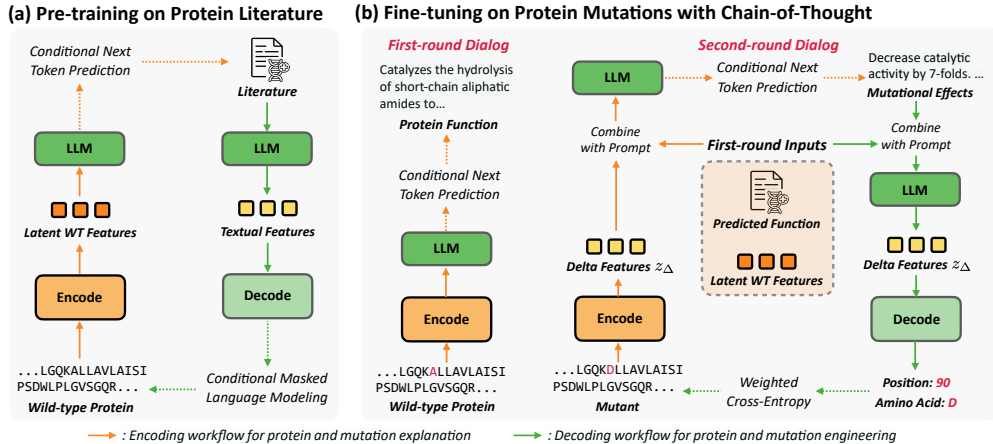 (a) Pre-training on Protein Literature
Conditional Next
Token Prediction
Literature
LLM
LLM
Latent WT Features
Textual Features
Encode
Decode
...LGQKALLAVLAISI
PSDWLPLGVSGQR...
Wild-type Protein
Conditional Masked
Language Modeling
(b) Fine-tuning on Protein Mutations with Chain-of-Thought
First-round Dialog
Catalyzes the hydrolysis
of short-chain aliphatic
amides to...
Protein Function
Conditional Next
Token Prediction
LLM
Encode
...LGQKALLAVLAISI
PSDWLPLGVSGQR...
Wild-type Protein
Second-round Dialog
LLM
Conditional Next
Token Prediction
Decrease catalytic
activity by 7-folds. ...
Mutational Effects
Combine
with Prompt
First-round Inputs
Combine
with Prompt
Predicted Function
Latent WT Features
LLM
Delta Features z_Δ
Delta Features z_Δ
Encode
Decode
...LGQKDLLAVLAISI
PSDWLPLGVSGQR...
Mutant
Weighted
Cross-Entropy
Position: 90
Amino Acid: D
: Encoding workflow for protein and mutation explanation
: Decoding workflow for protein and mutation engineering